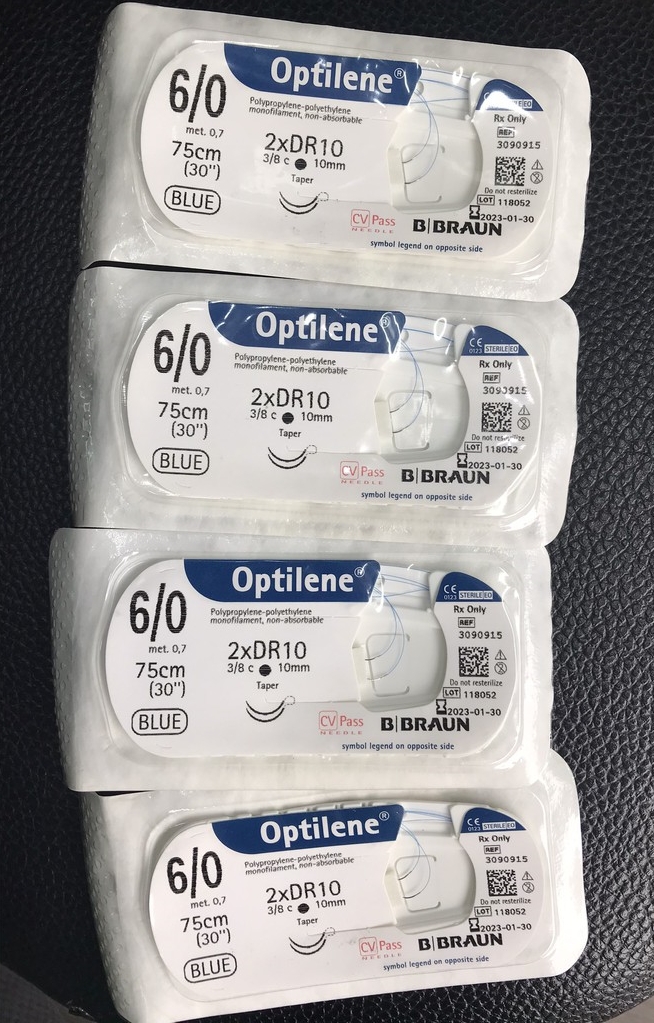 Optilene®
6/0
met. 0,7
75cm
(30'')
BLUE
Polypropylene-polyethylene
monofilament, non-absorbable
2xDR10
3/8 c 10mm
Taper
CV Pass
NEEDLE
STERILE EO
Rx Only
REF
3090915
Do not resterilize
LOT 118052
2023-01-30
B|BRAUN
symbol legend on opposite side
Optilene®
6/0
met. 0,7
75cm
(30'')
BLUE
Polypropylene-polyethylene
monofilament, non-absorbable
2xDR10
3/8 c 10mm
Taper
CV Pass
NEEDLE
CE
0123 STERILE EO
Rx Only
REF
3090915
Do not resterilize
LOT 118052
2023-01-30
B|BRAUN
symbol legend on opposite side
Optilene®
6/0
met. 0,7
75cm
(30'')
BLUE
Polypropylene-polyethylene
monofilament, non-absorbable
2xDR10
3/8 c 10mm
Taper
CV Pass
NEEDLE
CE
0123 STERILE EO
Rx Only
REF
3090915
Do not resterilize
LOT 118052
2023-01-30
B|BRAUN
symbol legend on opposite side
Optilene®
6/0
met. 0,7
75cm
(30'')
BLUE
Polypropylene-polyethylene
monofilament, non-absorbable
2xDR10
3/8 c 10mm
Taper
CV Pass
NEEDLE
CE
0123 STERILE EO
Rx Only
REF
3090915
Do not resterilize
LOT 118052
2023-01-30
B|BRAUN
symbol legend on opposite side